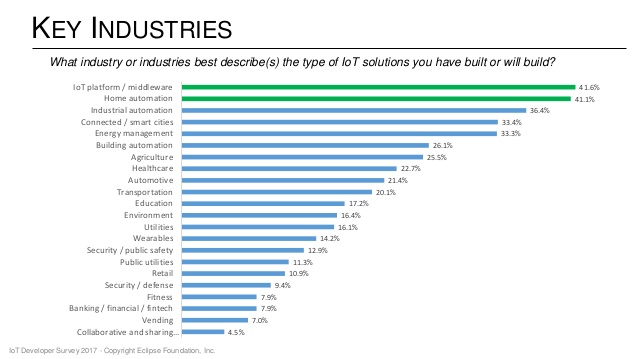 KEY INDUSTRIES
What industry or industries best describe(s) the type of IoT solutions you have built or will build?
IoT platform / middleware 41.6%
Home automation 41.1%
Industrial automation 36.4%
Connected / smart cities 33.4%
Energy management 33.3%
Building automation 26.1%
Agriculture 25.5%
Healthcare 22.7%
Automotive 21.4%
Transportation 20.1%
Education 17.2%
Environment 16.4%
Utilities 16.1%
Wearables 14.2%
Security / public safety 12.9%
Public utilities 11.3%
Retail 10.9%
Security / defense 9.4%
Fitness 7.9%
Banking / financial / fintech 7.9%
Vending 7.0%
Collaborative and sharing... 4.5%
IoT Developer Survey 2017 - Copyright Eclipse Foundation, Inc.